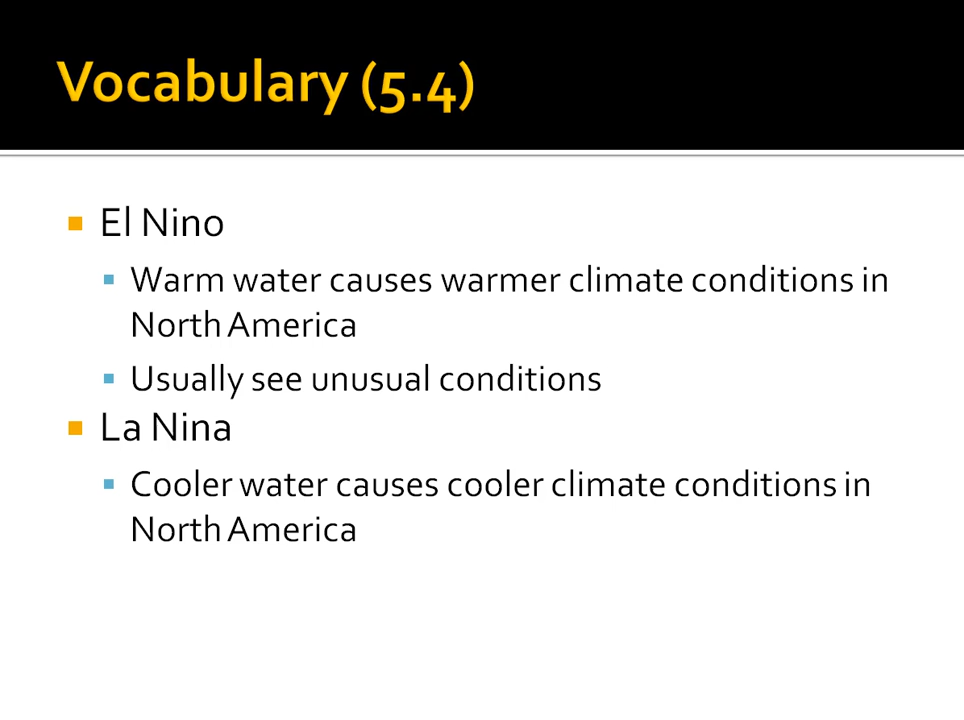 Vocabulary (5.4)
El Nino
Warm water causes warmer climate conditions in
North America
Usually see unusual conditions
La Nina
Cooler water causes cooler climate conditions in
North America